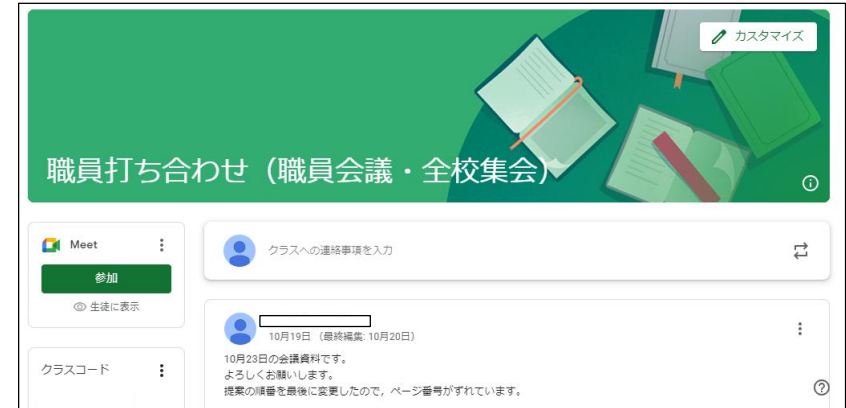 カスタマイズ
職員打ち合わせ（職員会議・全校集会）
Meet
参加
生徒に表示
クラスコード
クラスへの連絡事項を入力
10月19日 （最終編集: 10月20日）
10月23日の会議資料です。
よろしくお願いします。
提案の順番を最後に変更したので，ページ番号がずれています。